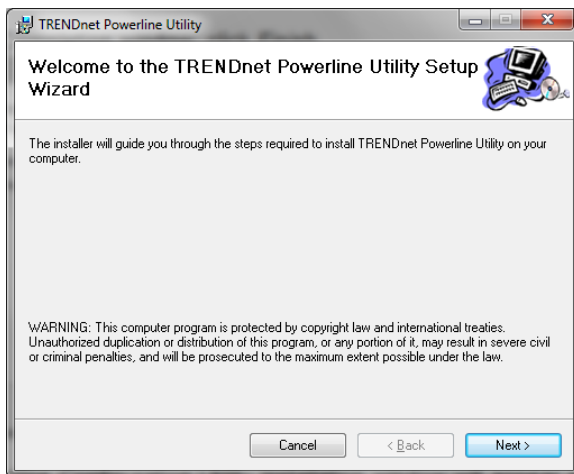 TRENDnet Powerline Utility
Welcome to the TRENDnet Powerline Utility Setup
Wizard
The installer will guide you through the steps required to install TRENDnet Powerline Utility on your
computer.
WARNING: This computer program is protected by copyright law and international treaties.
Unauthorized duplication or distribution of this program, or any portion of it, may result in severe civil
or criminal penalties, and will be prosecuted to the maximum extent possible under the law.
Cancel
< Back
Next >